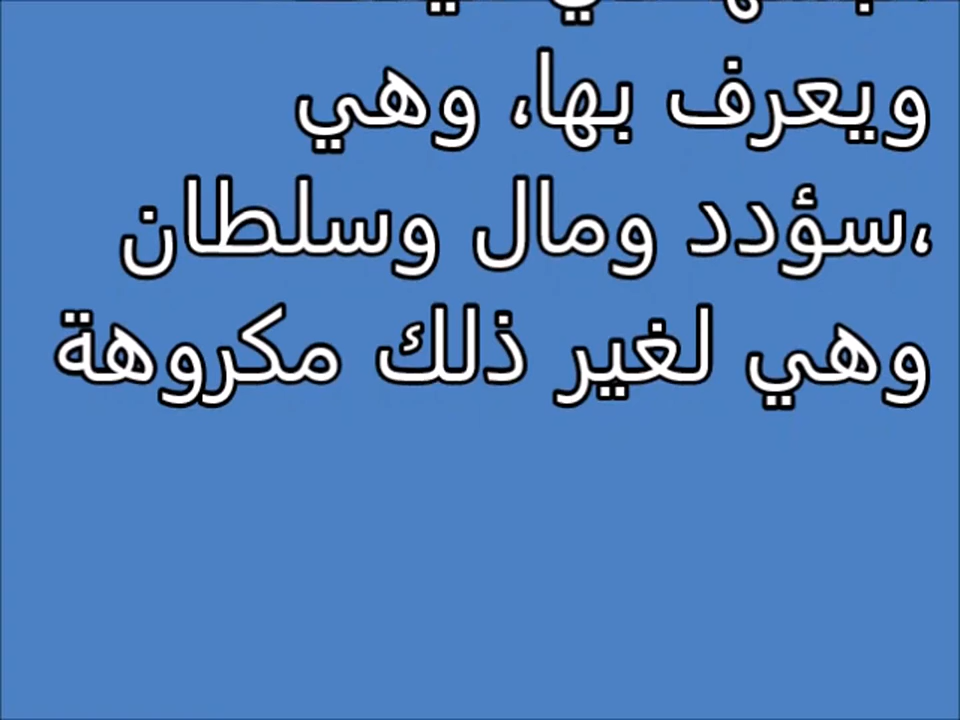 ويعرف بها، وهي
،سؤدد ومال وسلطان
وهي لغير ذلك مكروهة